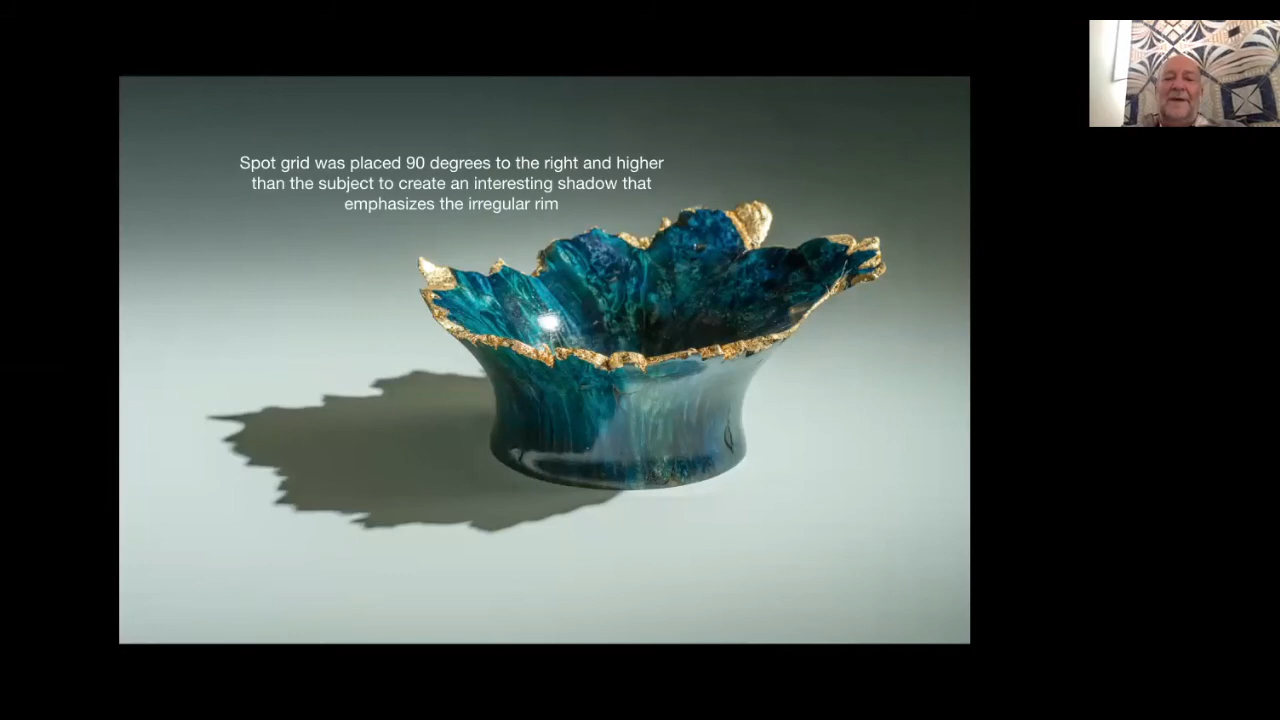 Spot grid was placed 90 degrees to the right and higher
than the subject to create an interesting shadow that
emphasizes the irregular rim